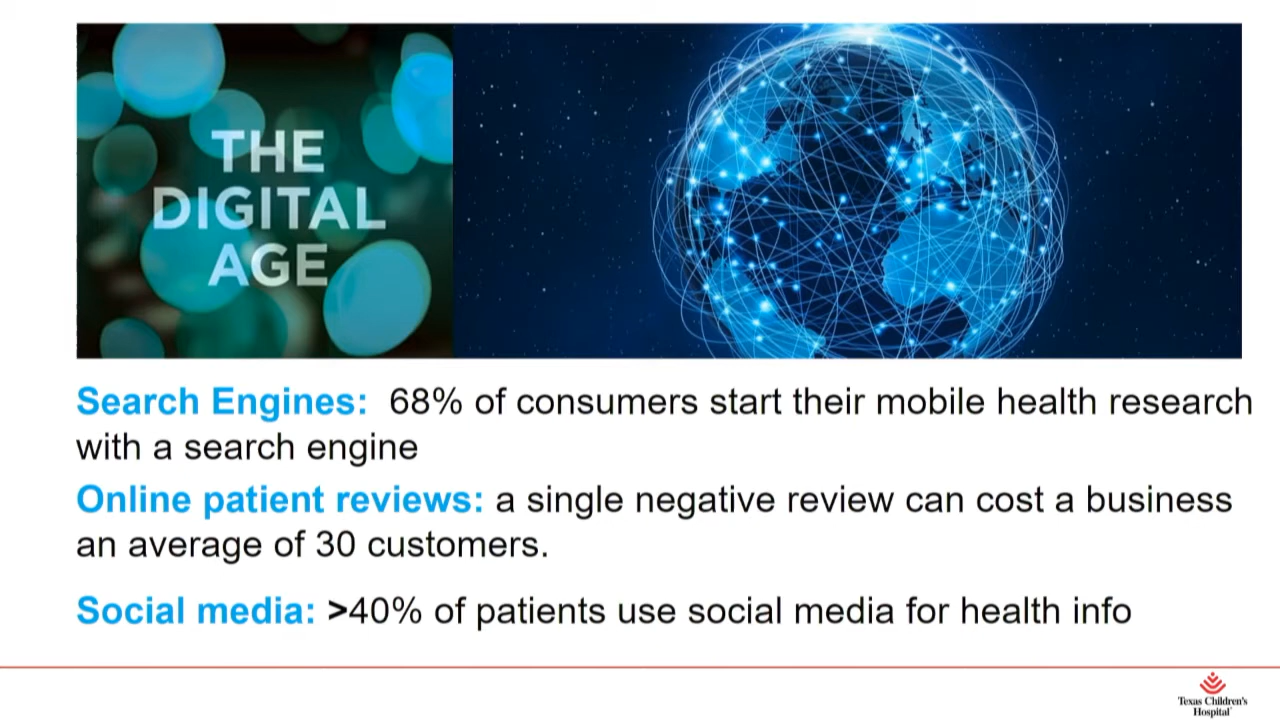 THE
DIGITAL
AGE
Search Engines: 68% of consumers start their mobile health research
with a search engine
Online patient reviews: a single negative review can cost a business
an average of 30 customers.
Social media: >40% of patients use social media for health info
Texas Children's
Hospital